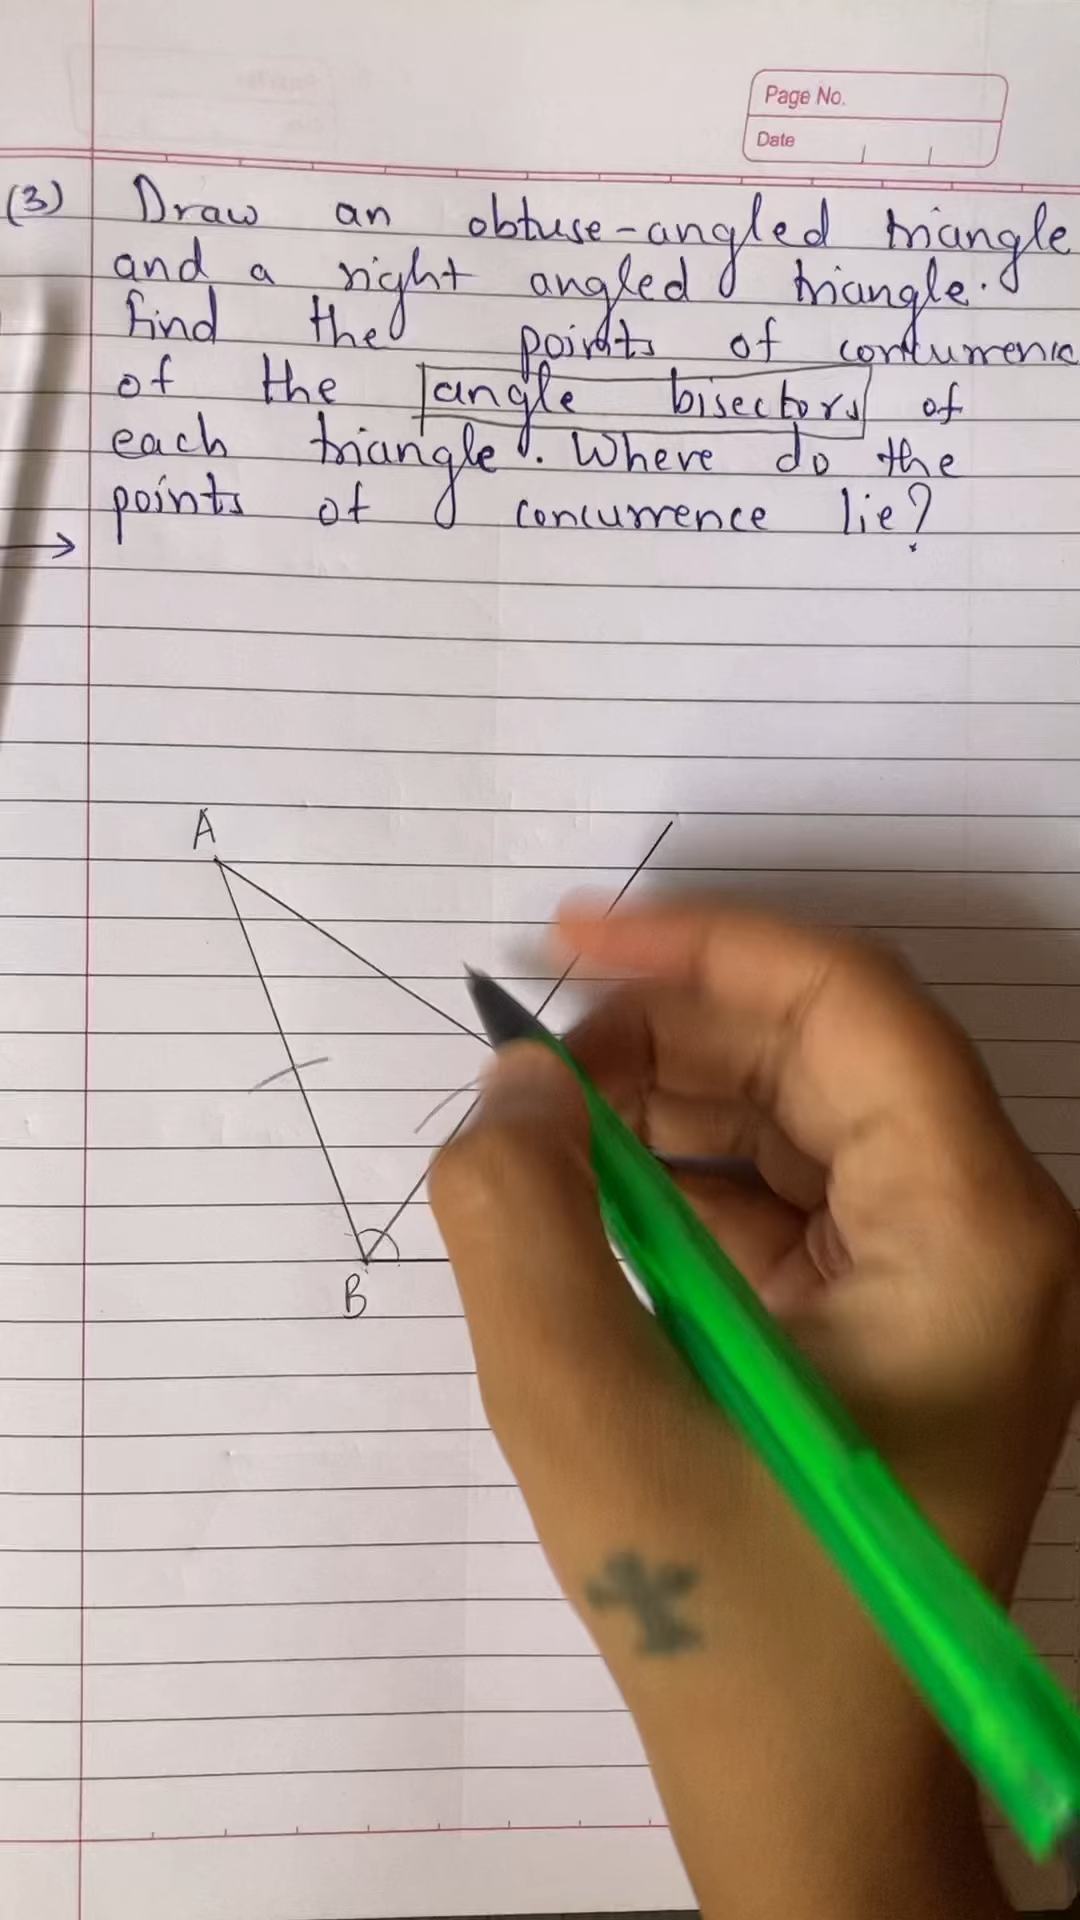 Page No.
Date
(3) Draw an obtuse-angled triangle
and a right angled triangle.
find the points of concurrenc
of the angle bisectors of
each triangle. Where do the
points of concurrence lie?
A
B